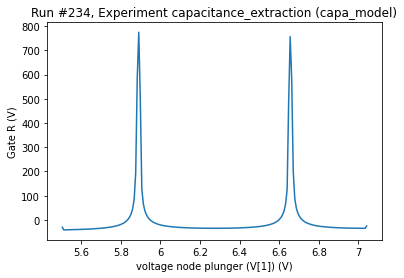 Run #234, Experiment capacitance_extraction (capa_model)
800
700
600
500
400
300
200
100
0
Gate R (V)
5.6 5.8 6 6.2 6.4 6.6 6.8 7
voltage node plunger (V[1]) (V)